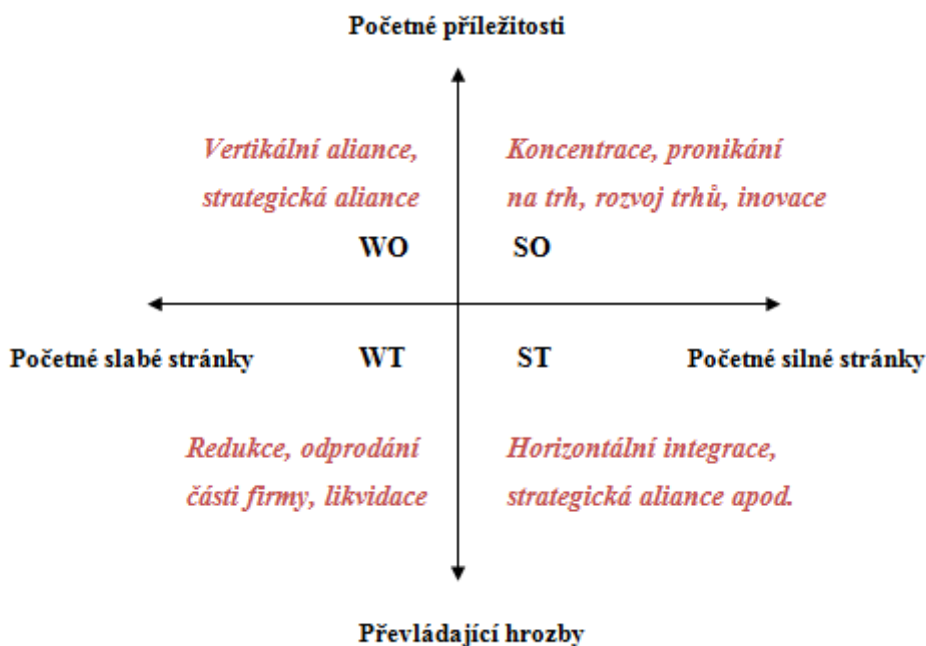 Početné příležitosti
Vertikální aliance,
strategická aliance
WO
Koncentrace, pronikání
na trh, rozvoj trhů, inovace
SO
Početné slabé stránky
WT
ST
Početné silné stránky
Redukce, odprodání
části firmy, likvidace
Horizontální integrace,
strategická aliance apod.
Převládající hrozby